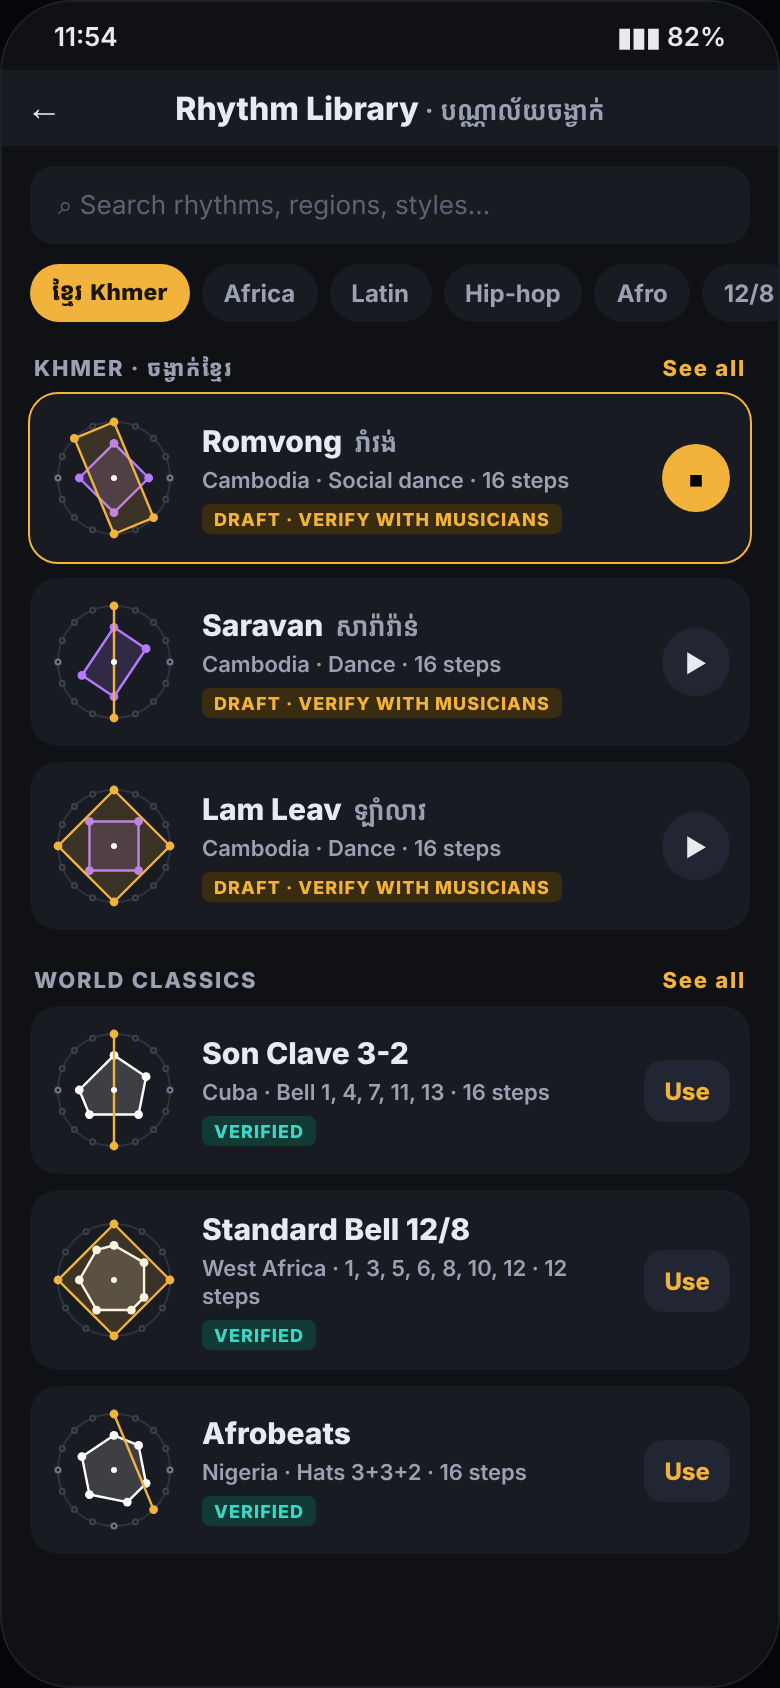 11:54
82%
← Rhythm Library · បណ្ណាល័យចង្វាក់
⌕ Search rhythms, regions, styles...
ខ្មែរ Khmer
Africa
Latin
Hip-hop
Afro
12/8
KHMER · ចង្វាក់ខ្មែរ
See all
Romvong រាំវង់
Cambodia · Social dance · 16 steps
DRAFT · VERIFY WITH MUSICIANS
Saravan សារ៉ាវ៉ាន់
Cambodia · Dance · 16 steps
DRAFT · VERIFY WITH MUSICIANS
Lam Leav ឡាំលាវ
Cambodia · Dance · 16 steps
DRAFT · VERIFY WITH MUSICIANS
WORLD CLASSICS
See all
Son Clave 3-2
Cuba · Bell 1, 4, 7, 11, 13 · 16 steps
VERIFIED
Use
Standard Bell 12/8
West Africa · 1, 3, 5, 6, 8, 10, 12 · 12
steps
VERIFIED
Use
Afrobeats
Nigeria · Hats 3+3+2 · 16 steps
VERIFIED
Use